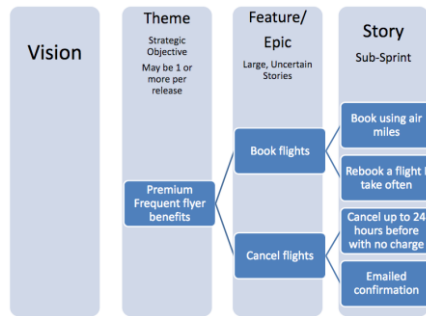 Vision
Theme
Strategic
Objective
May be 1 or
more per
release
Feature/
Epic
Large, Uncertain
Stories
Story
Sub-Sprint
Premium
Frequent flyer
benefits
Book flights
Cancel flights
Book using air
miles
Rebook a flight I
take often
Cancel up to 24
hours before
with no charge
Emailed
confirmation